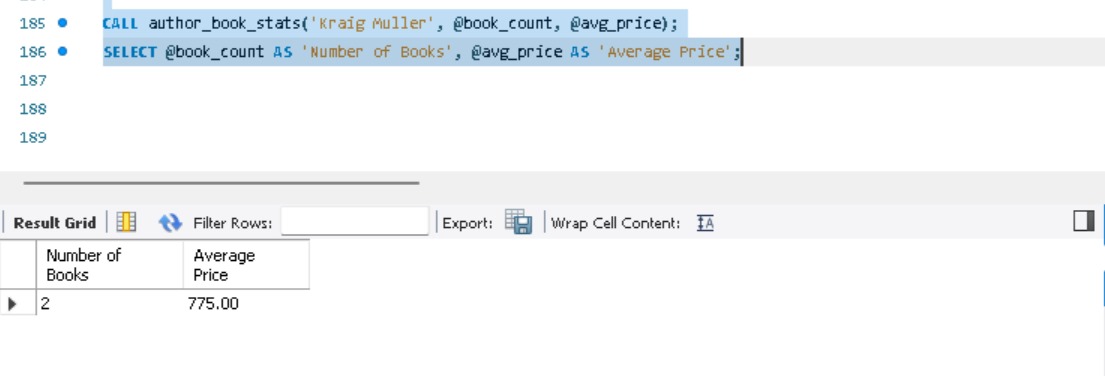 185 CALL author_book_stats('Kraig Muller', @book_count, @avg_price);
186 SELECT @book_count AS 'Number of Books', @avg_price AS 'Average Price';
187
188
189
Result Grid Filter Rows: Export: Wrap Cell Content: IA
Number of Average
Books Price
2 775.00